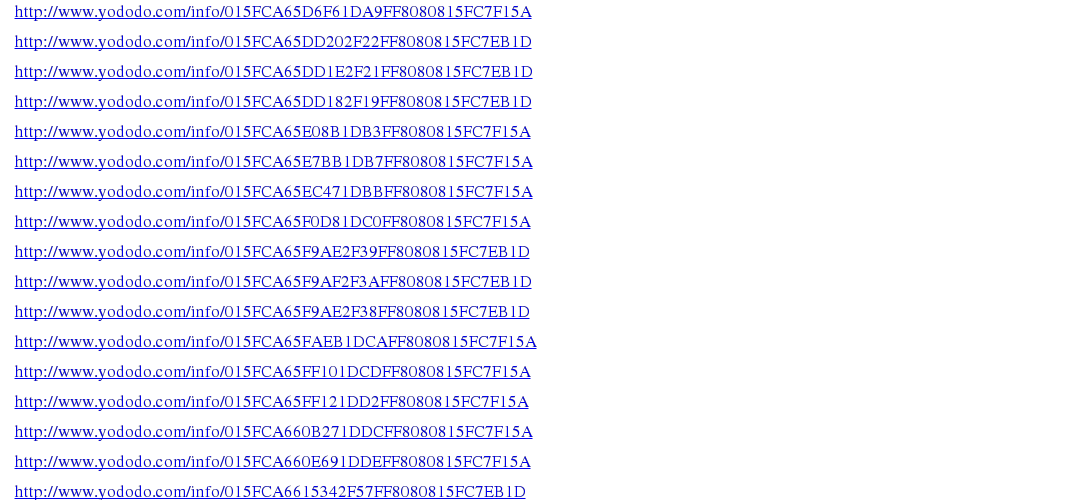 http://www.yododo.com/info/015FCA65D6F61DA9FF8080815FC7F15A
http://www.yododo.com/info/015FCA65DD202F22FF8080815FC7EB1D
http://www.yododo.com/info/015FCA65DD1E2F21FF8080815FC7EB1D
http://www.yododo.com/info/015FCA65DD182F19FF8080815FC7EB1D
http://www.yododo.com/info/015FCA65E08B1DB3FF8080815FC7F15A
http://www.yododo.com/info/015FCA65E7BB1DB7FF8080815FC7F15A
http://www.yododo.com/info/015FCA65EC471DBBFF8080815FC7F15A
http://www.yododo.com/info/015FCA65F0D81DC0FF8080815FC7F15A
http://www.yododo.com/info/015FCA65F9AE2F39FF8080815FC7EB1D
http://www.yododo.com/info/015FCA65F9AF2F3AFF8080815FC7EB1D
http://www.yododo.com/info/015FCA65F9AE2F38FF8080815FC7EB1D
http://www.yododo.com/info/015FCA65FAEB1DCAFF8080815FC7F15A
http://www.yododo.com/info/015FCA65FF101DCDFF8080815FC7F15A
http://www.yododo.com/info/015FCA65FF121DD2FF8080815FC7F15A
http://www.yododo.com/info/015FCA660B271DDCFF8080815FC7F15A
http://www.yododo.com/info/015FCA660E691DDEFF8080815FC7F15A
http://www.yododo.com/info/015FCA6615342F57FF8080815FC7EB1D